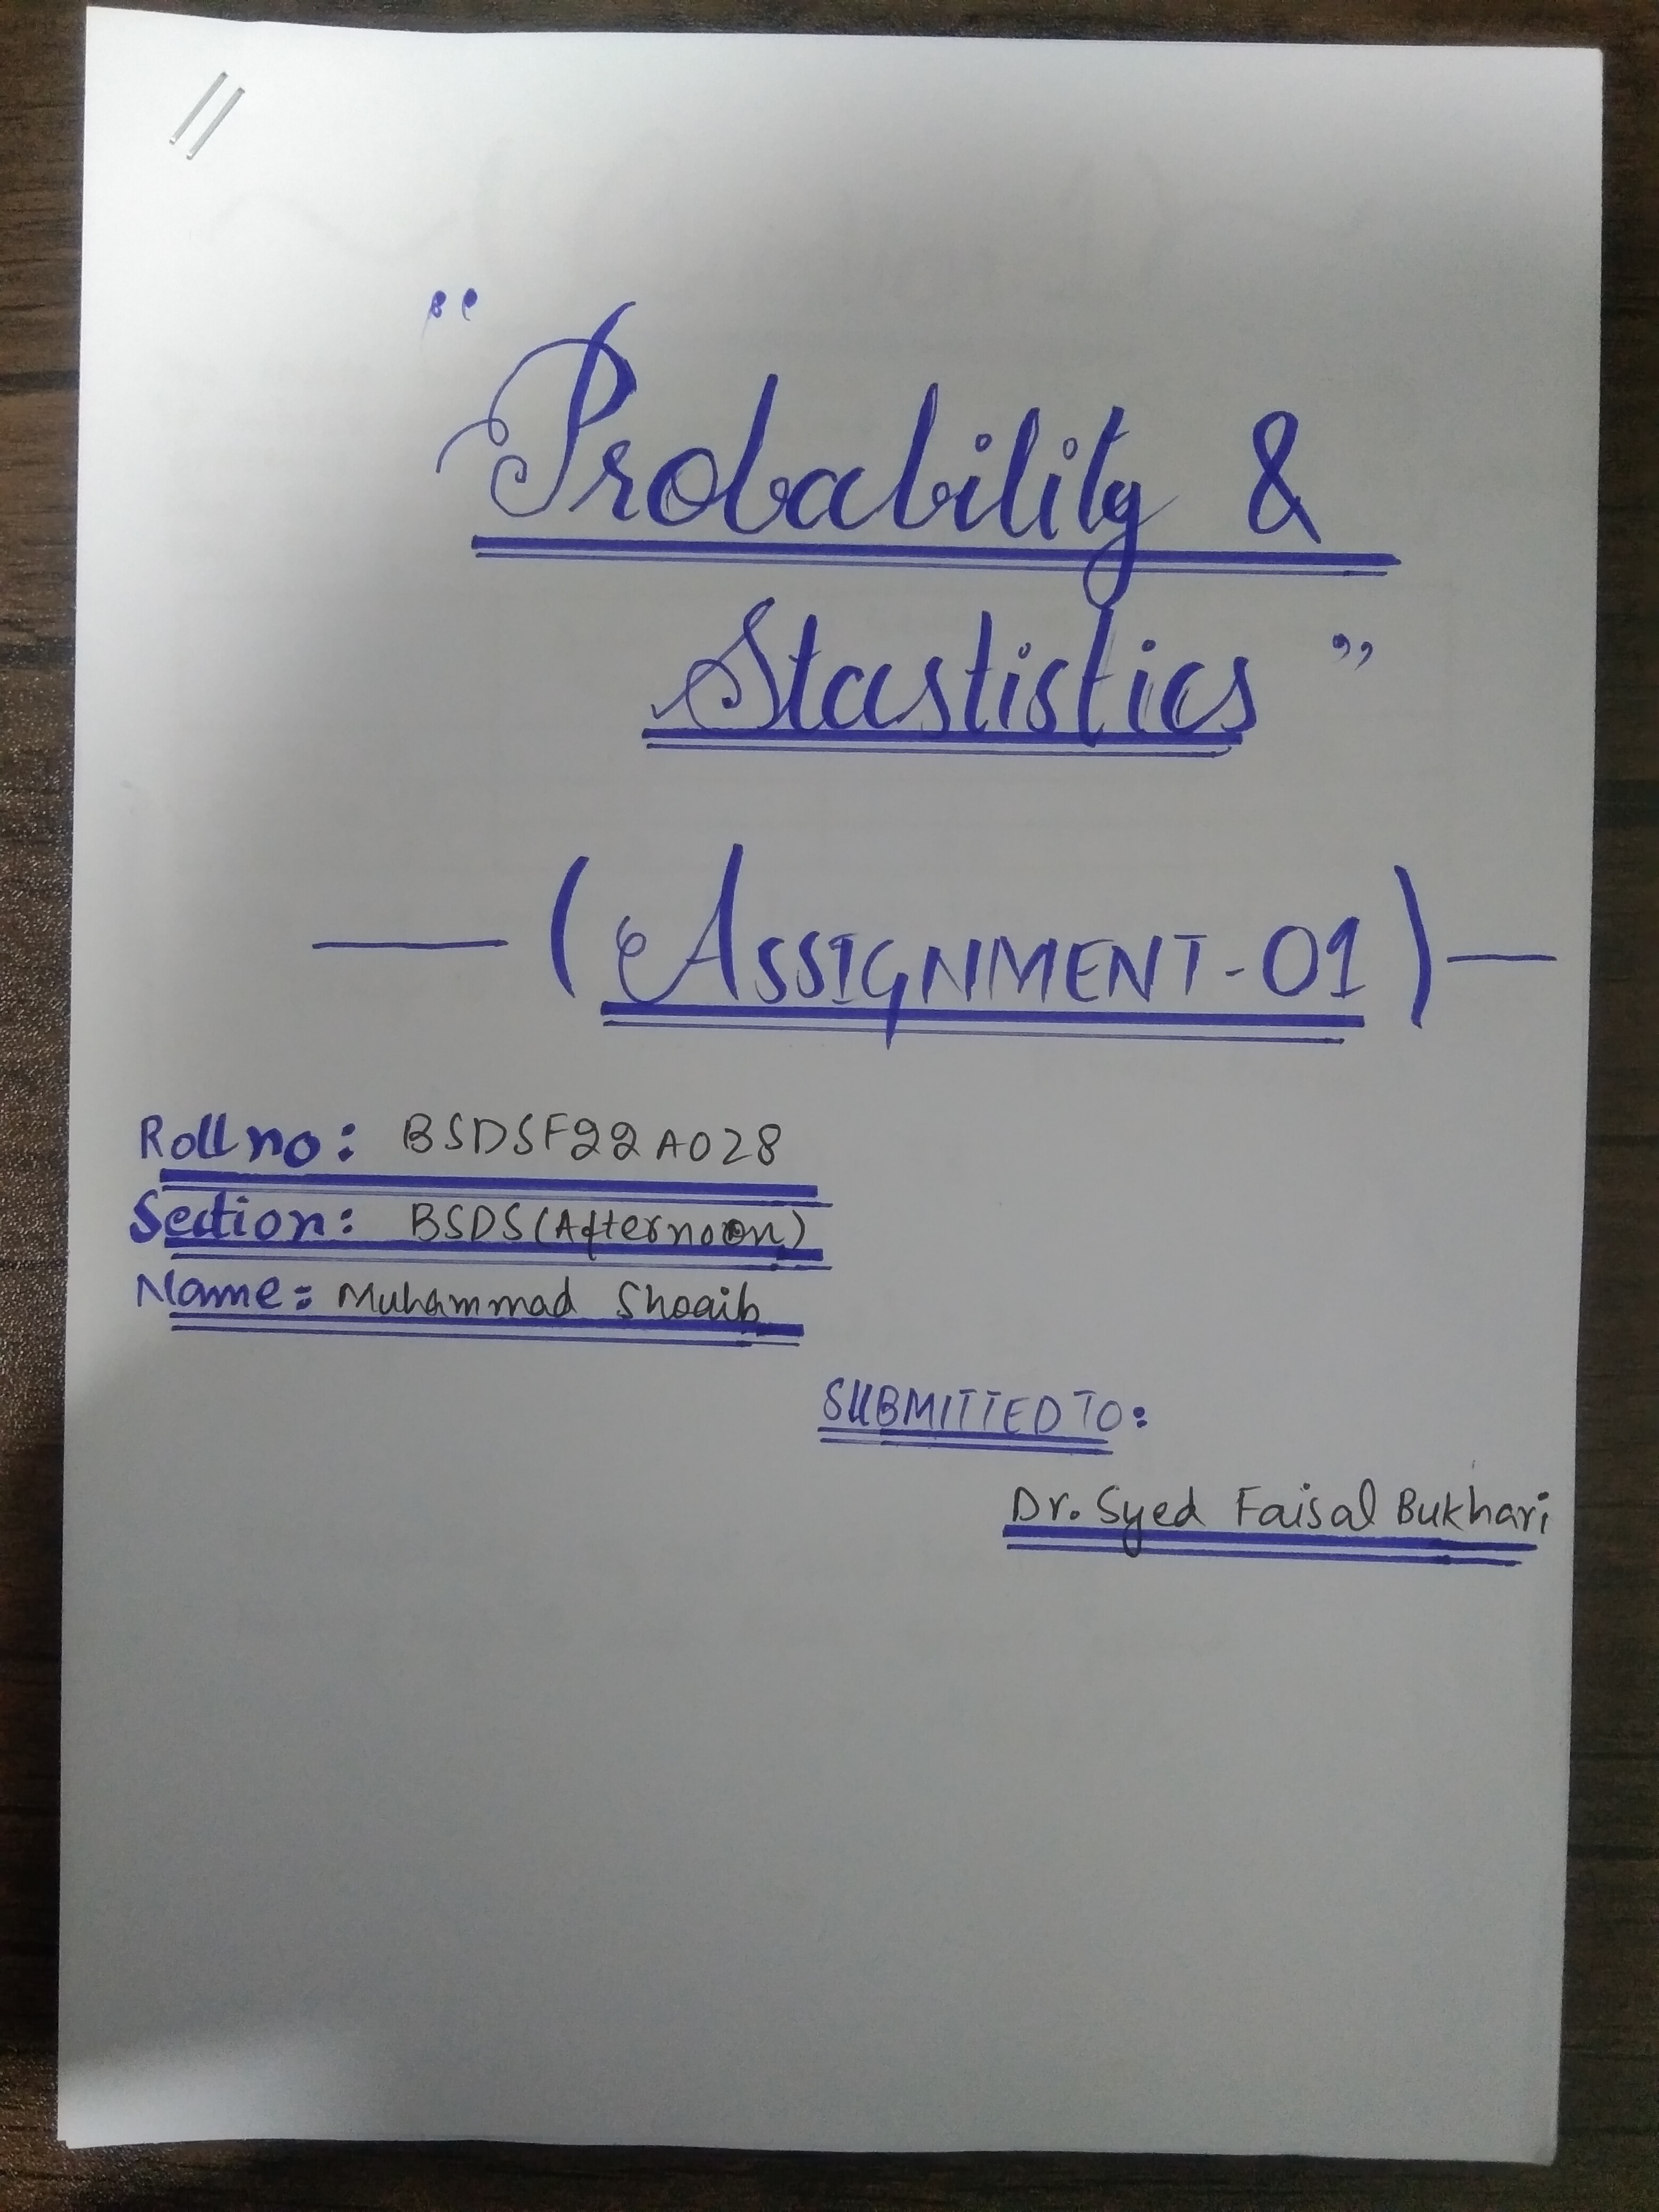 "Probability &
Stastistics"
— ( ASSIGNMENT-01 ) —
Roll no: BSDSF22A028
Section: BSDS(Afternoon)
Name: Muhammad Shoaib
SUBMITTED TO:
Dr. Syed Faisal Bukhari